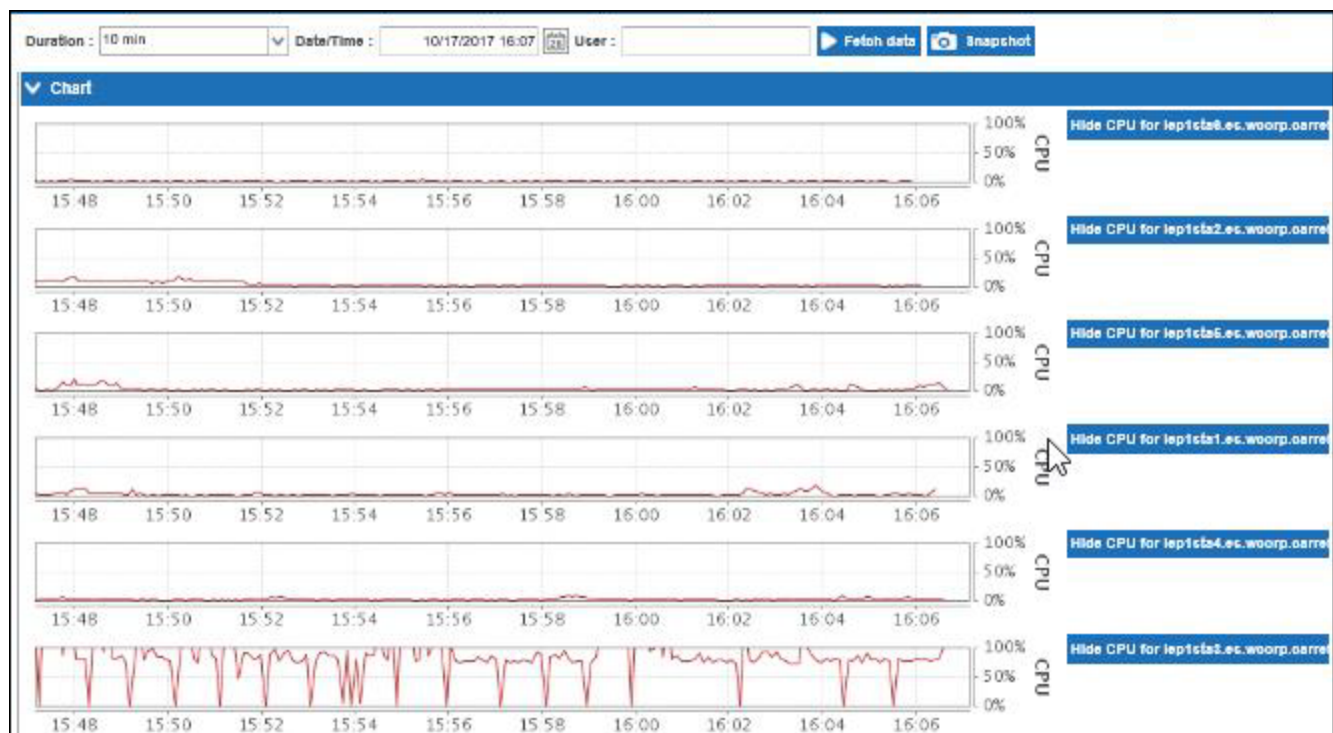 Duration : 10 min Date/Time : 10/17/2017 16:07 28 User : Fetch data Snapshot
Chart
100%
50%
0%
CPU
Hide CPU for
15:48 15:50 15:52 15:54 15:56 15:58 16:00 16:02 16:04 16:06
100%
50%
0%
CPU
Hide CPU for
15:48 15:50 15:52 15:54 15:56 15:58 16:00 16:02 16:04 16:06
100%
50%
0%
CPU
Hide CPU for
15:48 15:50 15:52 15:54 15:56 15:58 16:00 16:02 16:04 16:06
100%
50%
0%
CPU
Hide CPU for
15:48 15:50 15:52 15:54 15:56 15:58 16:00 16:02 16:04 16:06
100%
50%
0%
CPU
Hide CPU for
15:48 15:50 15:52 15:54 15:56 15:58 16:00 16:02 16:04 16:06
100%
50%
0%
CPU
Hide CPU for
15:48 15:50 15:52 15:54 15:56 15:58 16:00 16:02 16:04 16:06